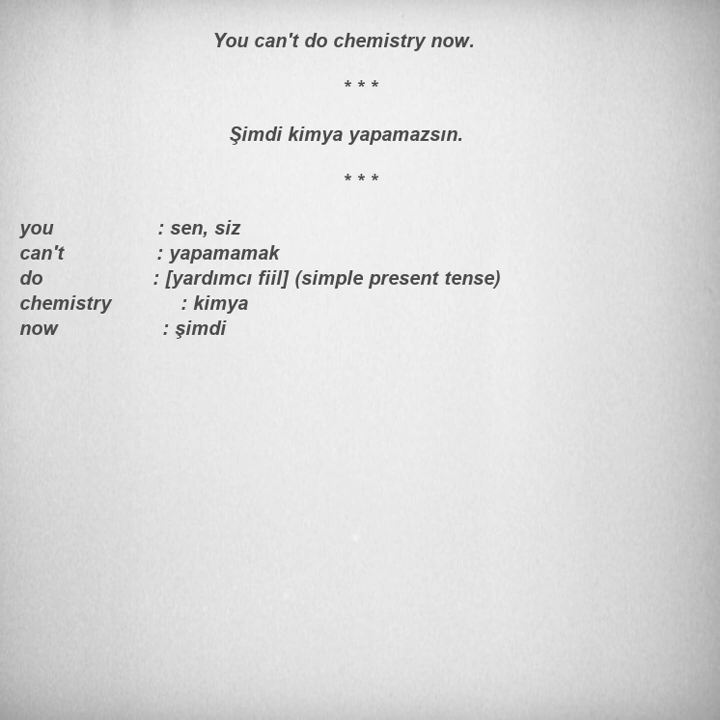 You can't do chemistry now.
* * *
Şimdi kimya yapamazsın.
* * *
you : sen, siz
can't : yapamamak
do : [yardımcı fiil] (simple present tense)
chemistry : kimya
now : şimdi